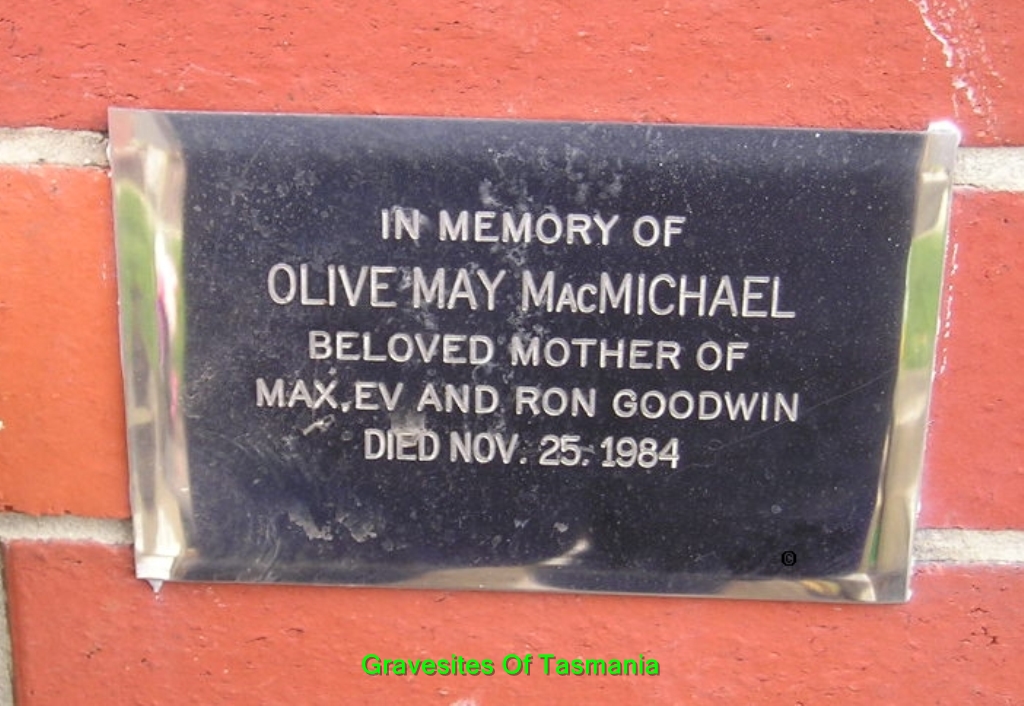 IN MEMORY OF
OLIVE MAY MacMICHAEL
BELOVED MOTHER OF
MAX, EV AND RON GOODWIN
DIED NOV. 25. 1984
©
Gravesites Of Tasmania